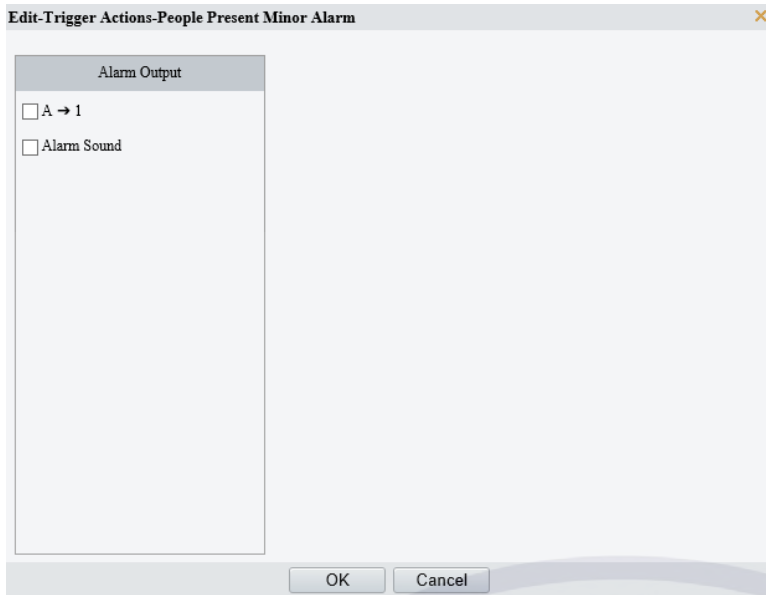 Edit-Trigger Actions-People Present Minor Alarm
Alarm Output
A → 1
Alarm Sound
OK
Cancel